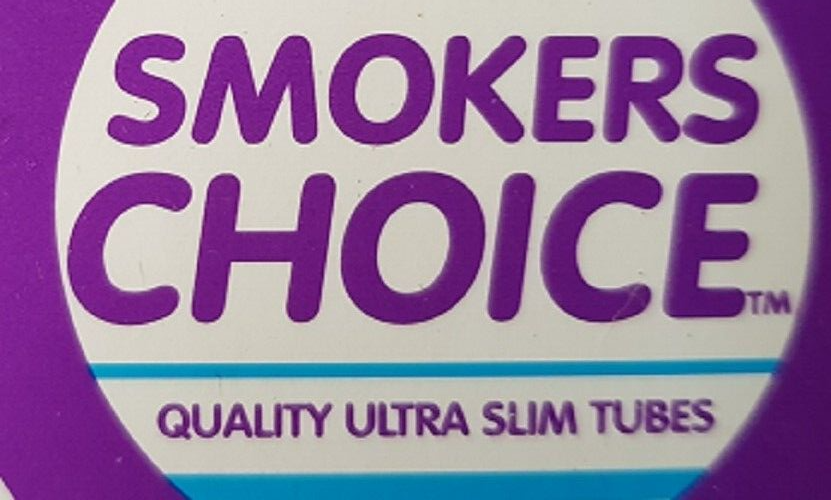 SMOKERS
CHOICE™
QUALITY ULTRA SLIM TUBES